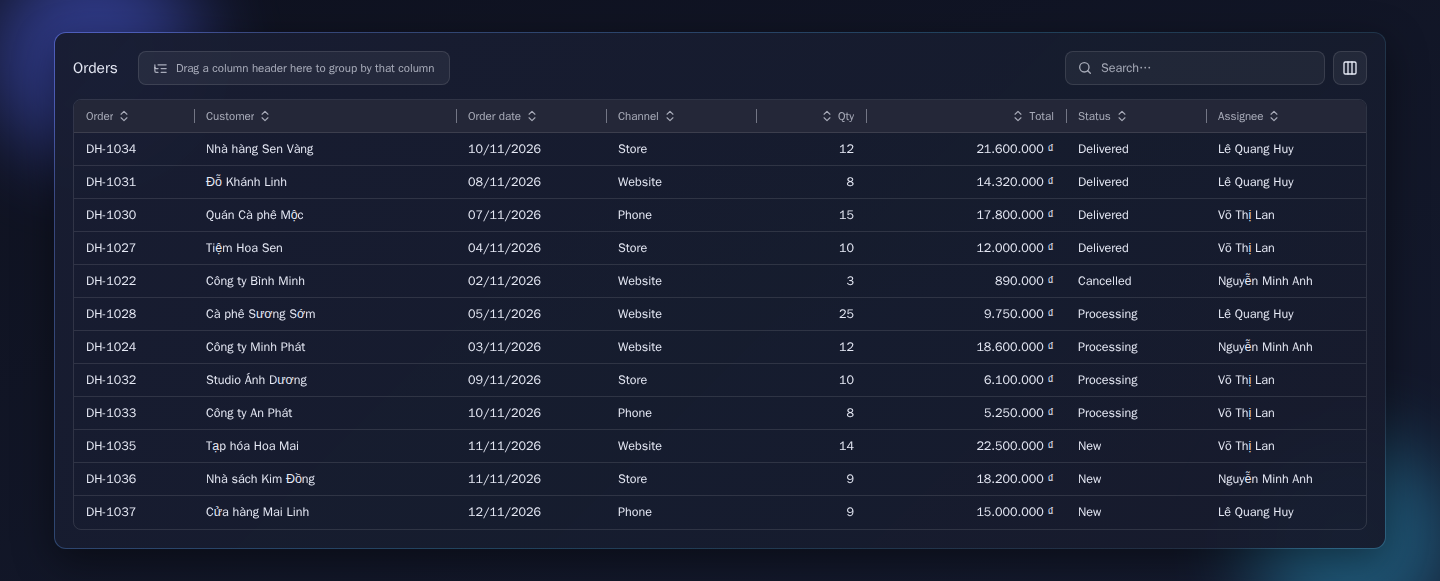 Orders Drag a column header here to group by that column Search…
Order Customer Order date Channel Qty Total Status Assignee
DH-1034 Nhà hàng Sen Vàng 10/11/2026 Store 12 21.600.000 ₫ Delivered Lê Quang Huy
DH-1031 Đỗ Khánh Linh 08/11/2026 Website 8 14.320.000 ₫ Delivered Lê Quang Huy
DH-1030 Quán Cà phê Mộc 07/11/2026 Phone 15 17.800.000 ₫ Delivered Võ Thị Lan
DH-1027 Tiệm Hoa Sen 04/11/2026 Store 10 12.000.000 ₫ Delivered Võ Thị Lan
DH-1022 Công ty Bình Minh 02/11/2026 Website 3 890.000 ₫ Cancelled Nguyễn Minh Anh
DH-1028 Cà phê Sương Sớm 05/11/2026 Website 25 9.750.000 ₫ Processing Lê Quang Huy
DH-1024 Công ty Minh Phát 03/11/2026 Website 12 18.600.000 ₫ Processing Nguyễn Minh Anh
DH-1032 Studio Ánh Dương 09/11/2026 Store 10 6.100.000 ₫ Processing Võ Thị Lan
DH-1033 Công ty An Phát 10/11/2026 Phone 8 5.250.000 ₫ Processing Võ Thị Lan
DH-1035 Tạp hóa Hoa Mai 11/11/2026 Website 14 22.500.000 ₫ New Võ Thị Lan
DH-1036 Nhà sách Kim Đồng 11/11/2026 Store 9 18.200.000 ₫ New Nguyễn Minh Anh
DH-1037 Cửa hàng Mai Linh 12/11/2026 Phone 9 15.000.000 ₫ New Lê Quang Huy